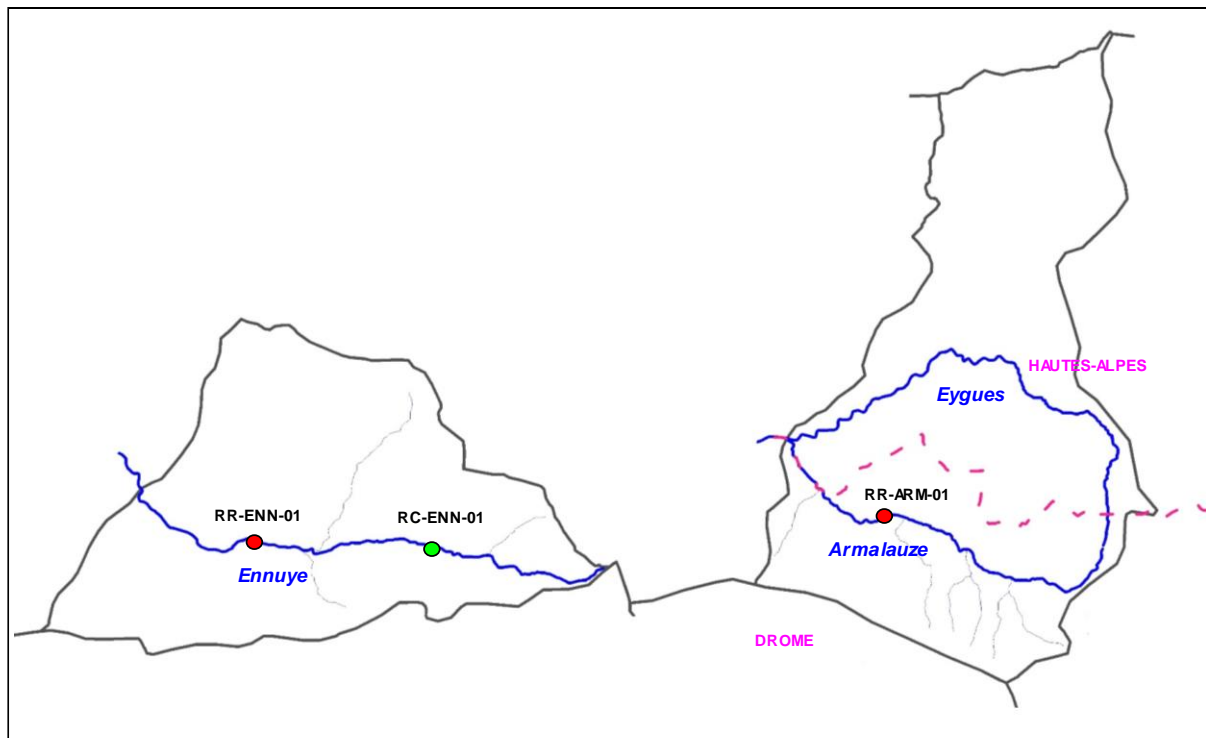 HAUTES-ALPES
Eygues
RR-ARM-01
RR-ENN-01
RC-ENN-01
Armalauze
Ennuye
DROME